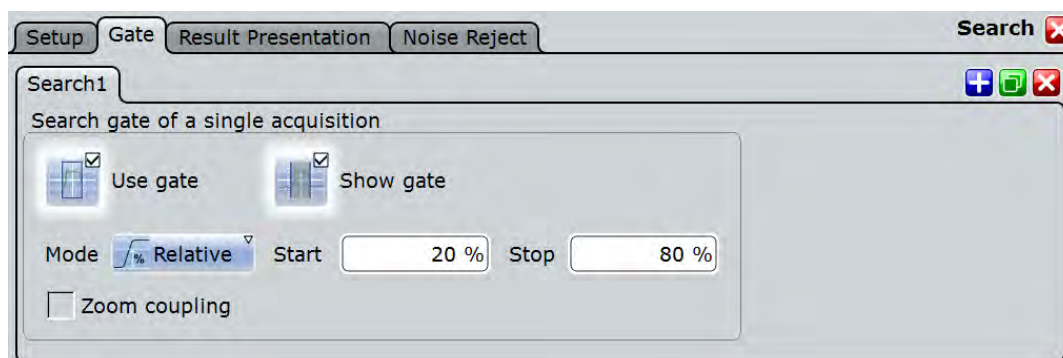 Setup Gate Result Presentation Noise Reject Search
Search1
Search gate of a single acquisition
Use gate Show gate
Mode % Relative Start 20 % Stop 80 %
Zoom coupling